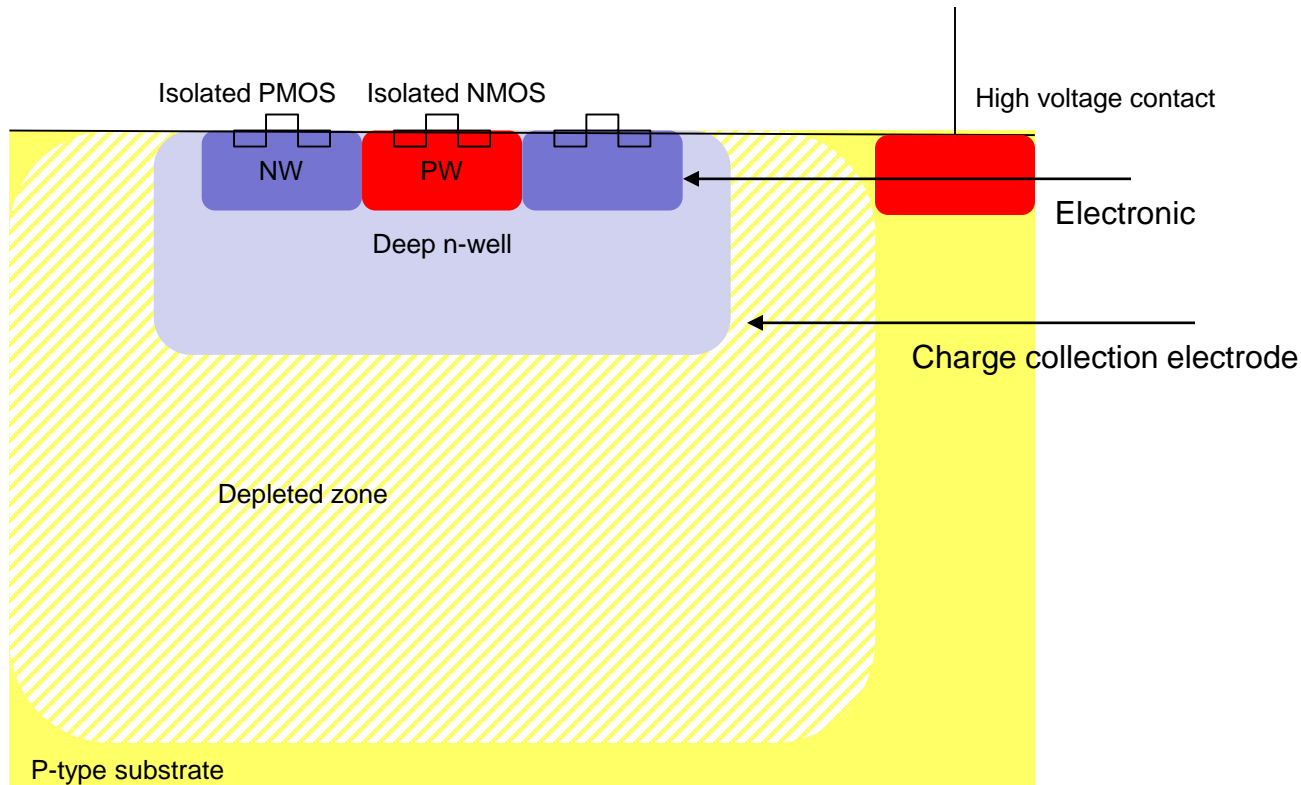 Isolated PMOS
Isolated NMOS
High voltage contact
NW
PW
Electronic
Deep n-well
Charge collection electrode
Depleted zone
P-type substrate